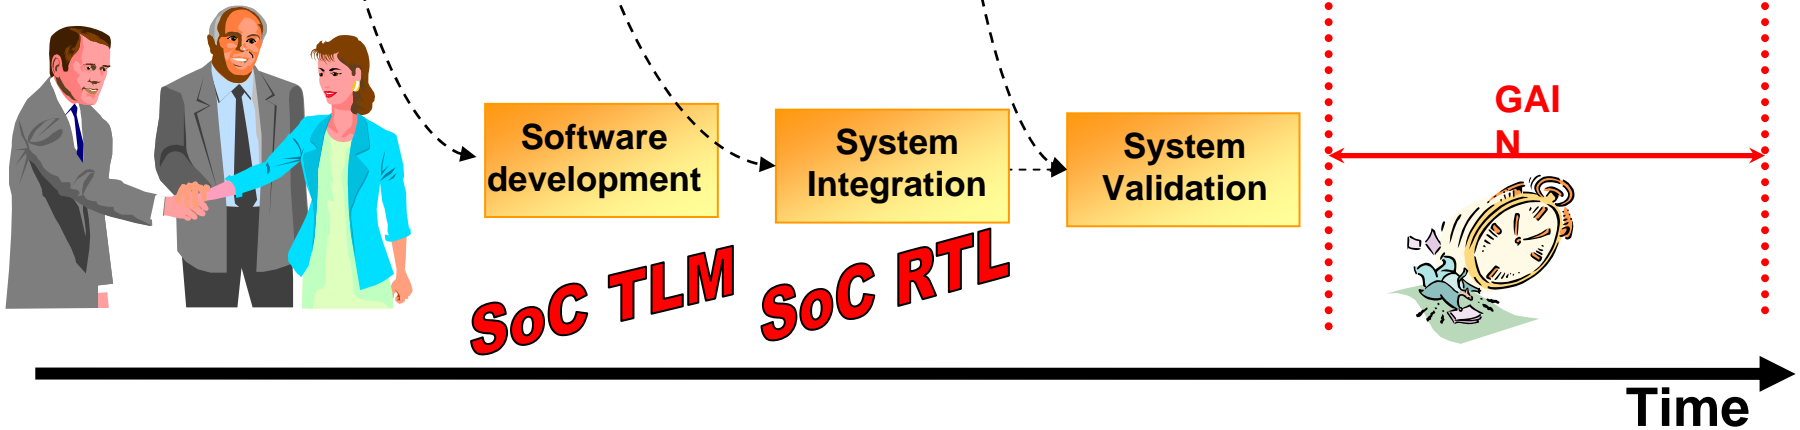 Software
development
System
Integration
System
Validation
GAI
N
SoC TLM
SoC RTL
Time